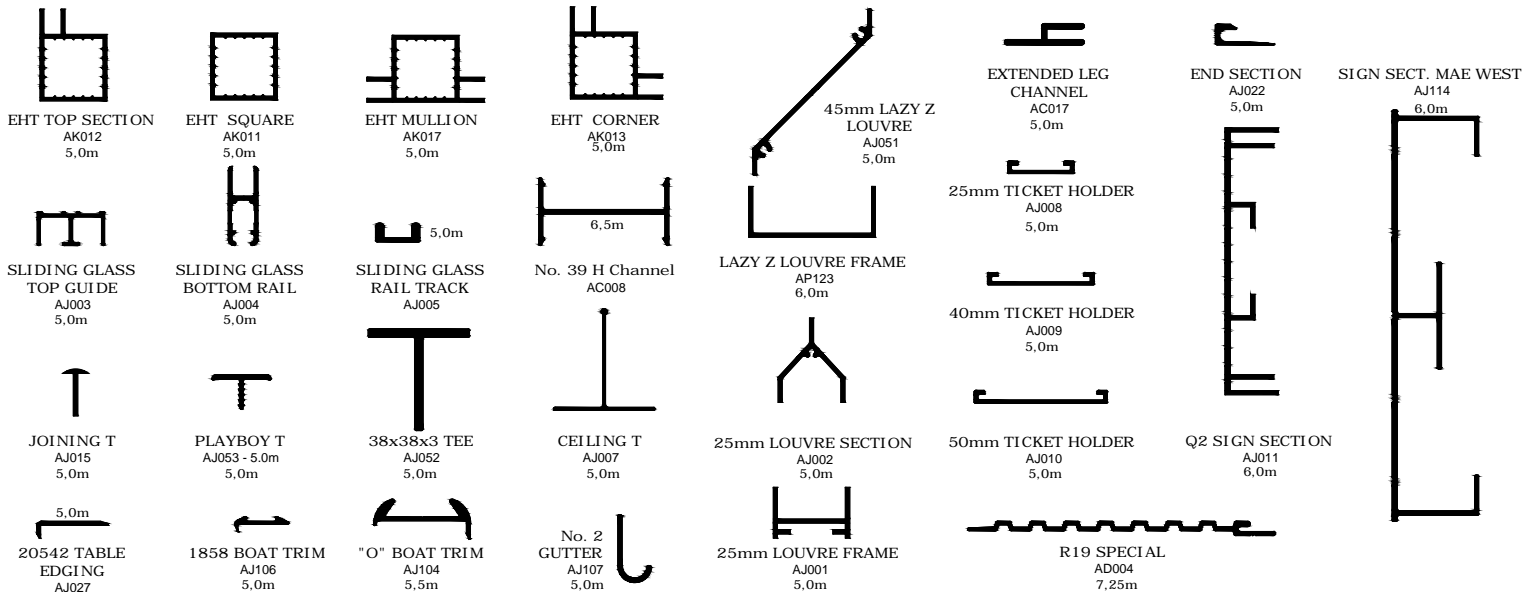 EHT TOP SECTION
AK012
5,0m
EHT SQUARE
AK011
5,0m
EHT MULLION
AK017
5,0m
EHT CORNER
AK013
5,0m
45mm LAZY Z
LOUVRE
AJ051
5,0m
EXTENDED LEG
CHANNEL
AC017
5,0m
END SECTION
AJ022
5,0m
SIGN SECT. MAE WEST
AJ114
6,0m
SLIDING GLASS
TOP GUIDE
AJ003
5,0m
SLIDING GLASS
BOTTOM RAIL
AJ004
5,0m
5,0m
SLIDING GLASS
RAIL TRACK
AJ005
6,5m
No. 39 H Channel
AC008
LAZY Z LOUVRE FRAME
AP123
6,0m
25mm TICKET HOLDER
AJ008
5,0m
40mm TICKET HOLDER
AJ009
5,0m
JOINING T
AJ015
5,0m
PLAYBOY T
AJ053 - 5.0m
5,0m
38x38x3 TEE
AJ052
5,0m
CEILING T
AJ007
5,0m
25mm LOUVRE SECTION
AJ002
5,0m
50mm TICKET HOLDER
AJ010
5,0m
Q2 SIGN SECTION
AJ011
6,0m
5,0m
20542 TABLE
EDGING
AJ027
1858 BOAT TRIM
AJ106
5,0m
"O" BOAT TRIM
AJ104
5,5m
No. 2
GUTTER
AJ107
5,0m
25mm LOUVRE FRAME
AJ001
5,0m
R19 SPECIAL
AD004
7,25m